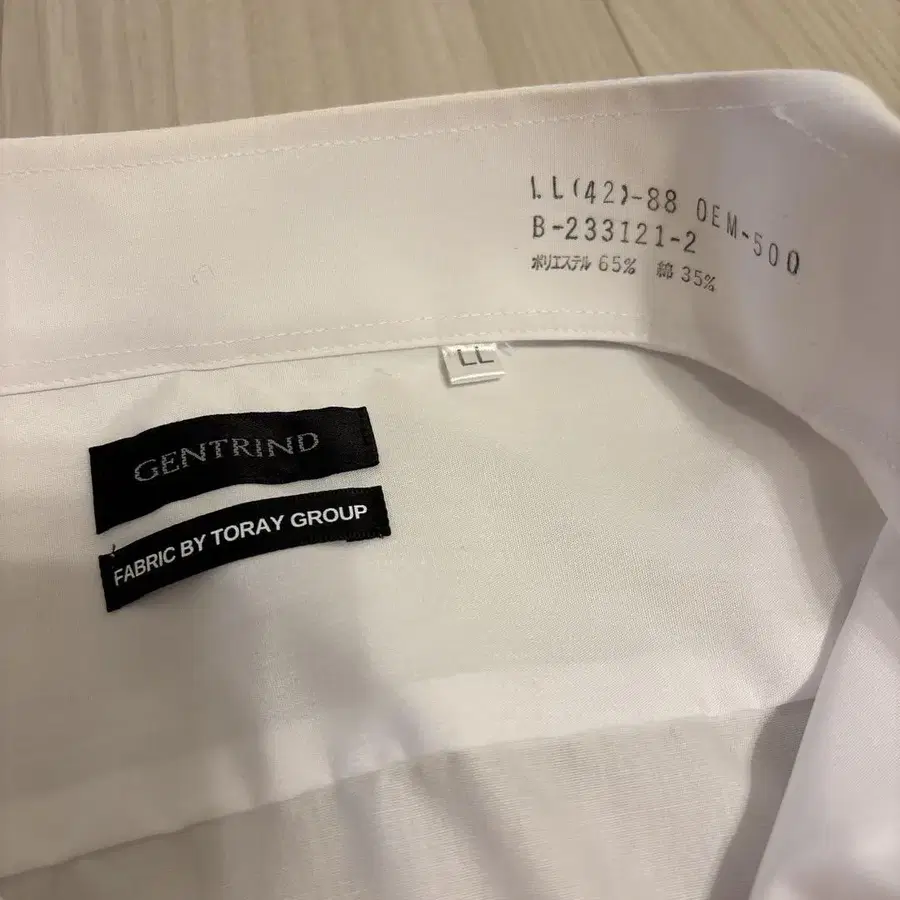 LL(42)-88 OEM-500
B-233121-2
ポリエステル 65% 綿 35%
LL
GENTRIND
FABRIC BY TORAY GROUP